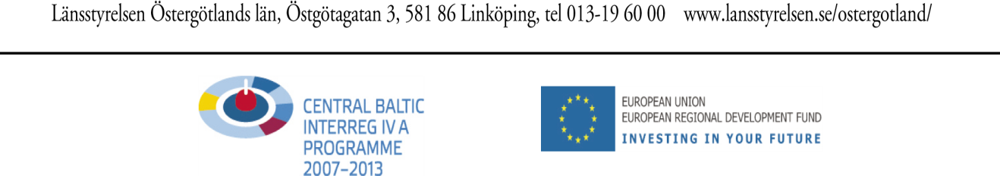 Länsstyrelsen Östergötlands län, Östgötagatan 3, 581 86 Linköping, tel 013-19 60 00 www.lansstyrelsen.se/ostergotland/
CENTRAL BALTIC
INTERREG IV A
PROGRAMME
2007–2013
EUROPEAN UNION
EUROPEAN REGIONAL DEVELOPMENT FUND
INVESTING IN YOUR FUTURE